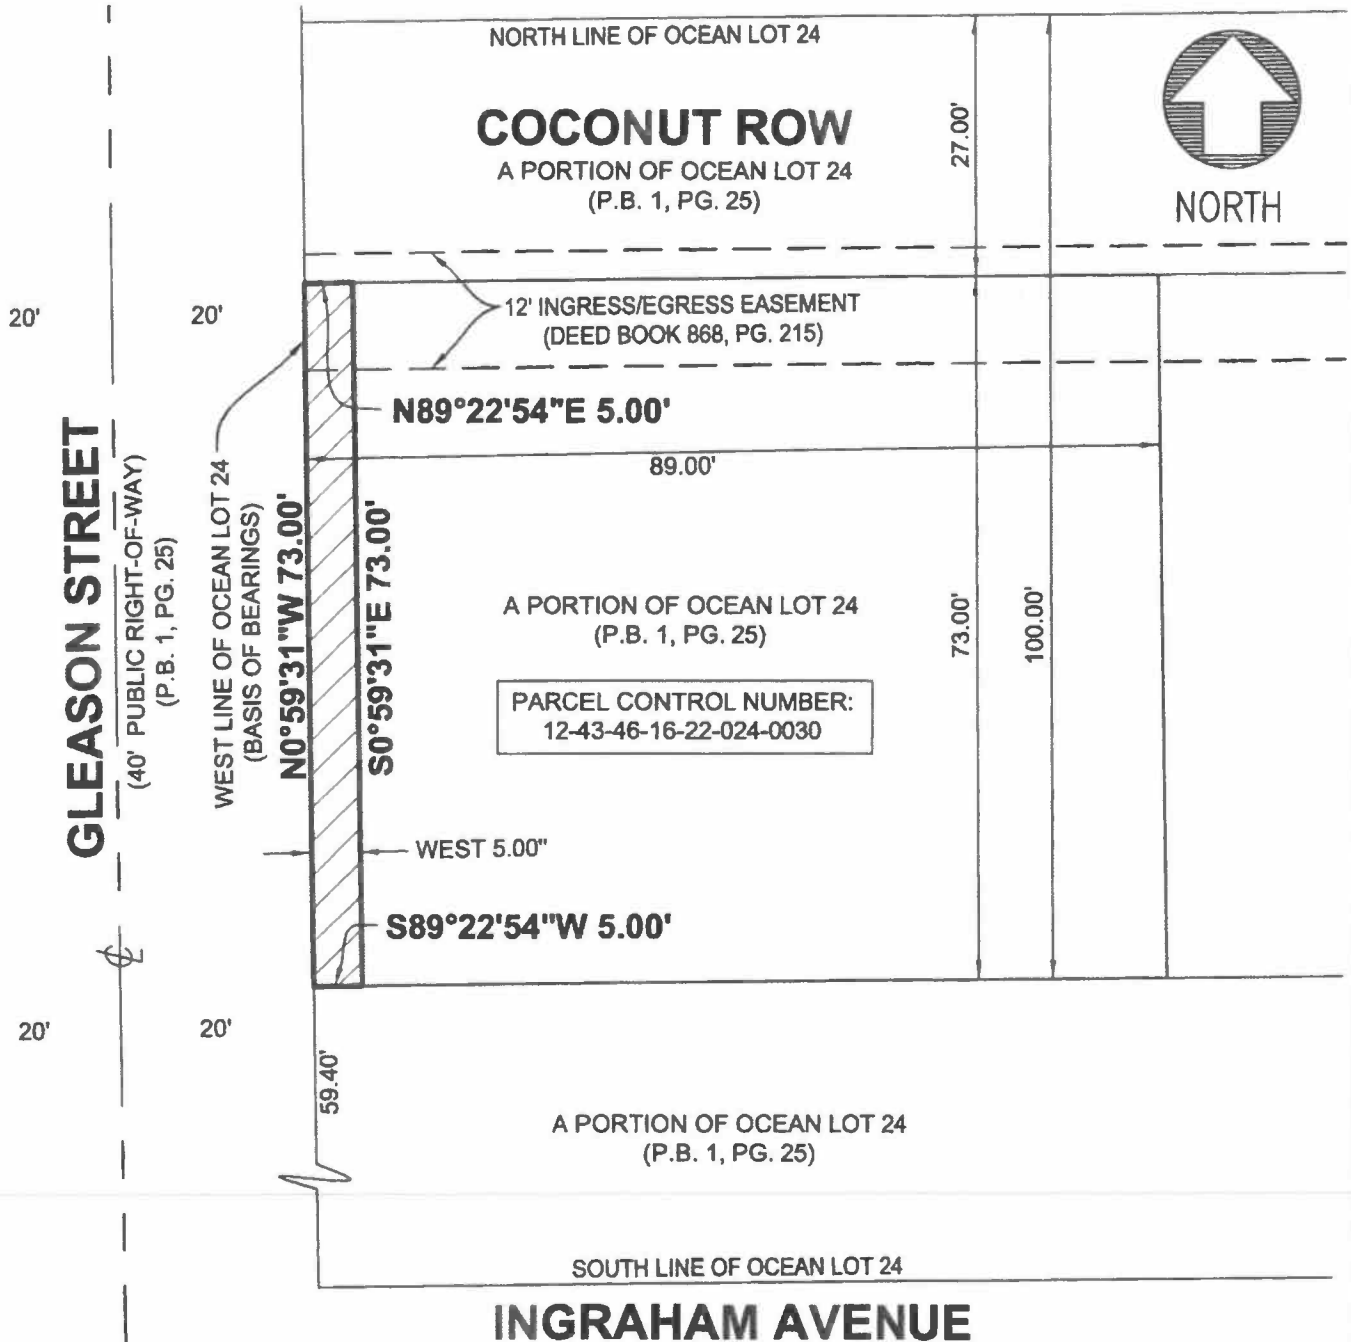 NORTH LINE OF OCEAN LOT 24
COCONUT ROW
A PORTION OF OCEAN LOT 24
(P.B. 1, PG. 25)
27.00'
NORTH
20'
20'
12' INGRESS/EGRESS EASEMENT
(DEED BOOK 868, PG. 215)
N89°22'54"E 5.00'
89.00'
GLEASON STREET
(40' PUBLIC RIGHT-OF-WAY)
(P.B. 1, PG. 25)
WEST LINE OF OCEAN LOT 24
(BASIS OF BEARINGS)
N0°59'31"W 73.00'
S0°59'31"E 73.00'
A PORTION OF OCEAN LOT 24
(P.B. 1, PG. 25)
73.00'
100.00'
PARCEL CONTROL NUMBER:
12-43-46-16-22-024-0030
WEST 5.00"
S89°22'54"W 5.00'
20'
20'
59.40'
A PORTION OF OCEAN LOT 24
(P.B. 1, PG. 25)
SOUTH LINE OF OCEAN LOT 24
INGRAHAM AVENUE